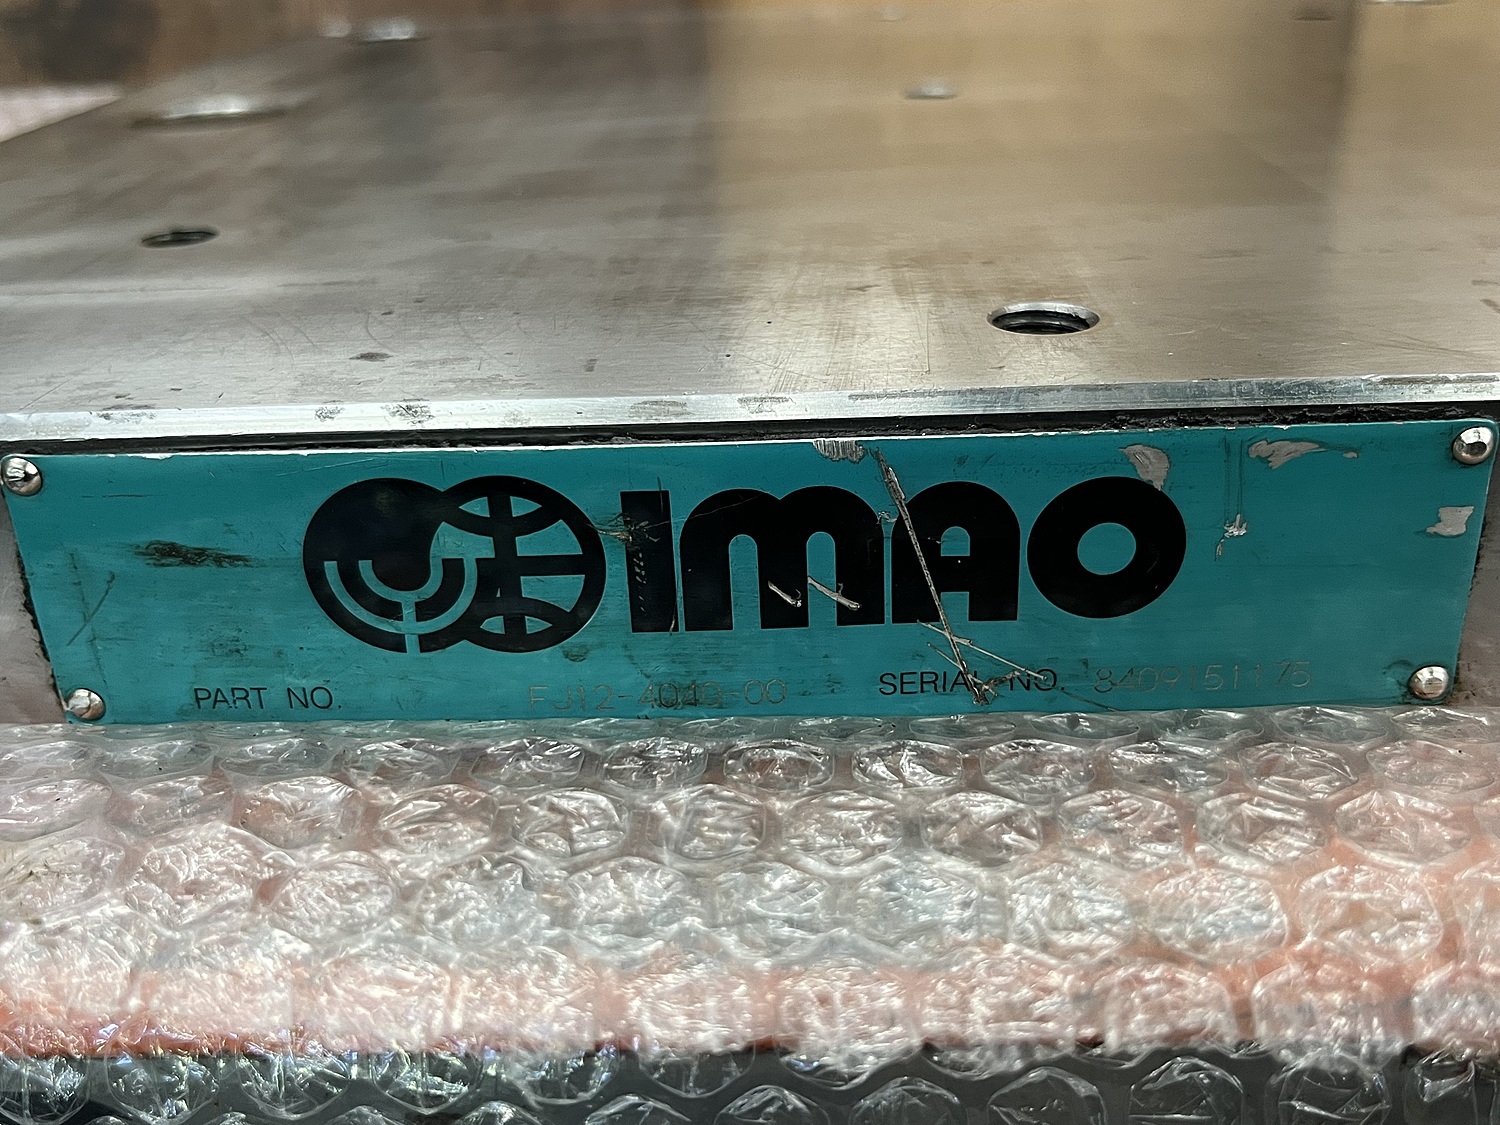 IMAO
PART NO. FJ12-4040-00 SERIAL NO. 8409151175